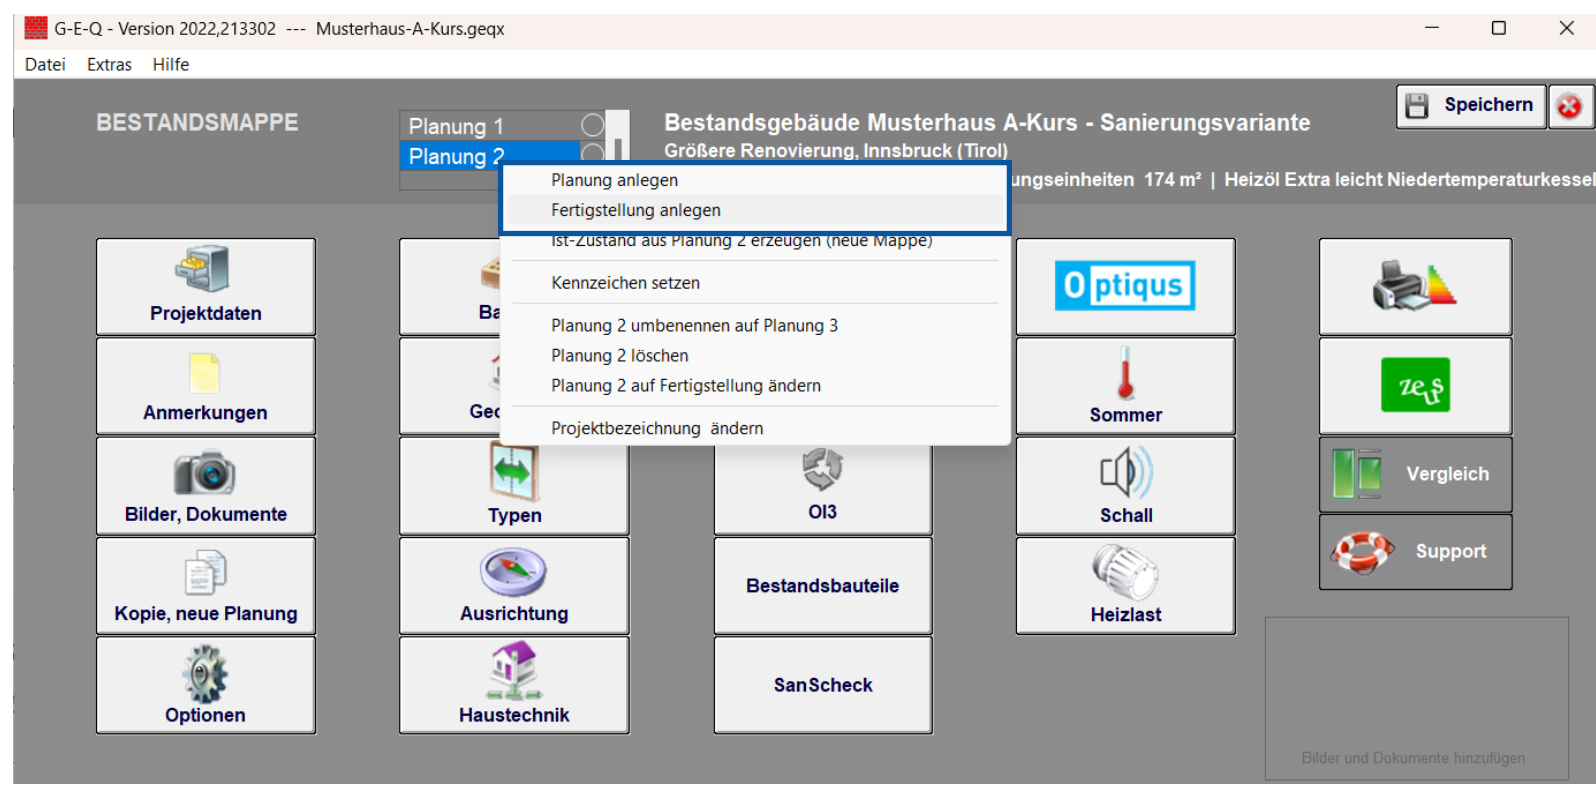 G-E-Q - Version 2022,213302 --- Musterhaus-A-Kurs.geqx
Datei Extras Hilfe
Speichern
BESTANDSMAPPE
Planung 1
Planung 2
Bestandsgebäude Musterhaus A-Kurs - Sanierungsvariante
Größere Renovierung, Innsbruck (Tirol)
ungseinheiten 174 m² | Heizöl Extra leicht Niedertemperaturkessel
Planung anlegen
Fertigstellung anlegen
Ist-Zustand aus Planung 2 erzeugen (neue Mappe)
Kennzeichen setzen
Planung 2 umbenennen auf Planung 3
Planung 2 löschen
Planung 2 auf Fertigstellung ändern
Projektbezeichnung ändern
Projektdaten
Ba
Optiqus
Anmerkungen
Geo
Sommer
zeus
Bilder, Dokumente
Typen
OI3
Schall
Vergleich
Support
Kopie, neue Planung
Ausrichtung
Bestandsbauteile
Heizlast
Optionen
Haustechnik
SanScheck
Bilder und Dokumente hinzufügen